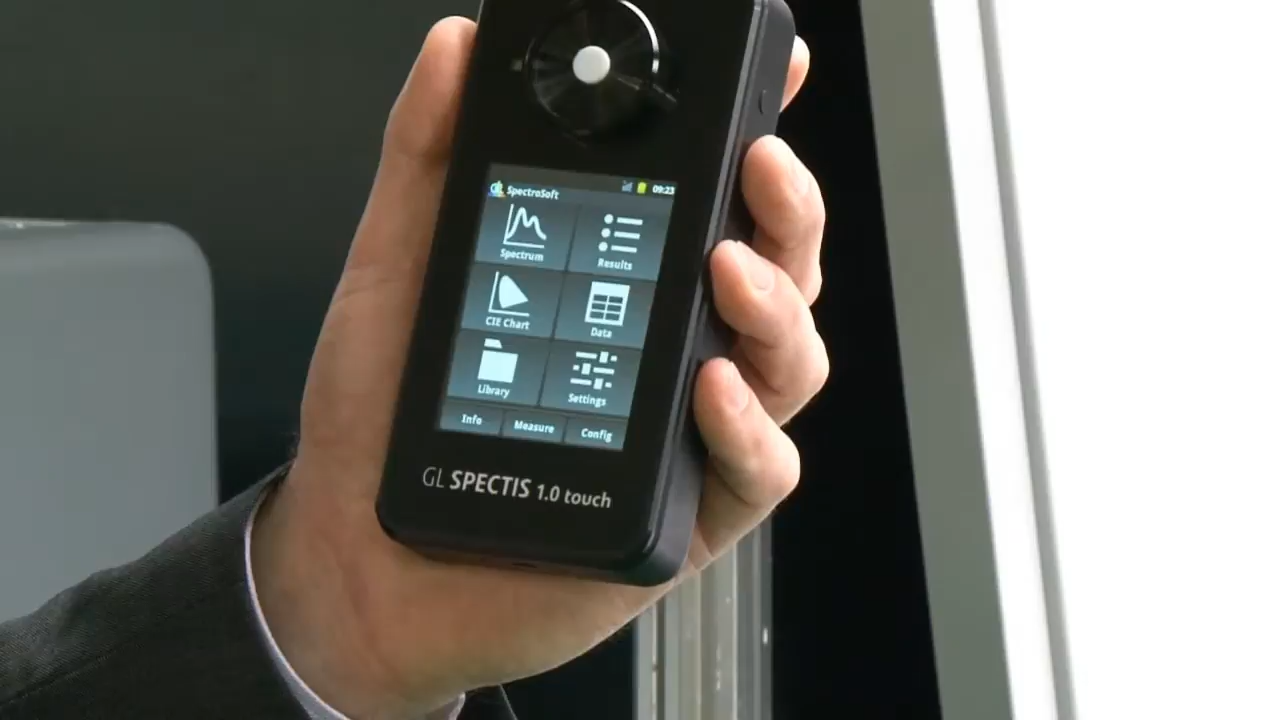 SpectroSoft 09:23
Spectrum Results
CIE Chart Data
Library Settings
Info Measure Config
GL SPECTIS 1.0 touch